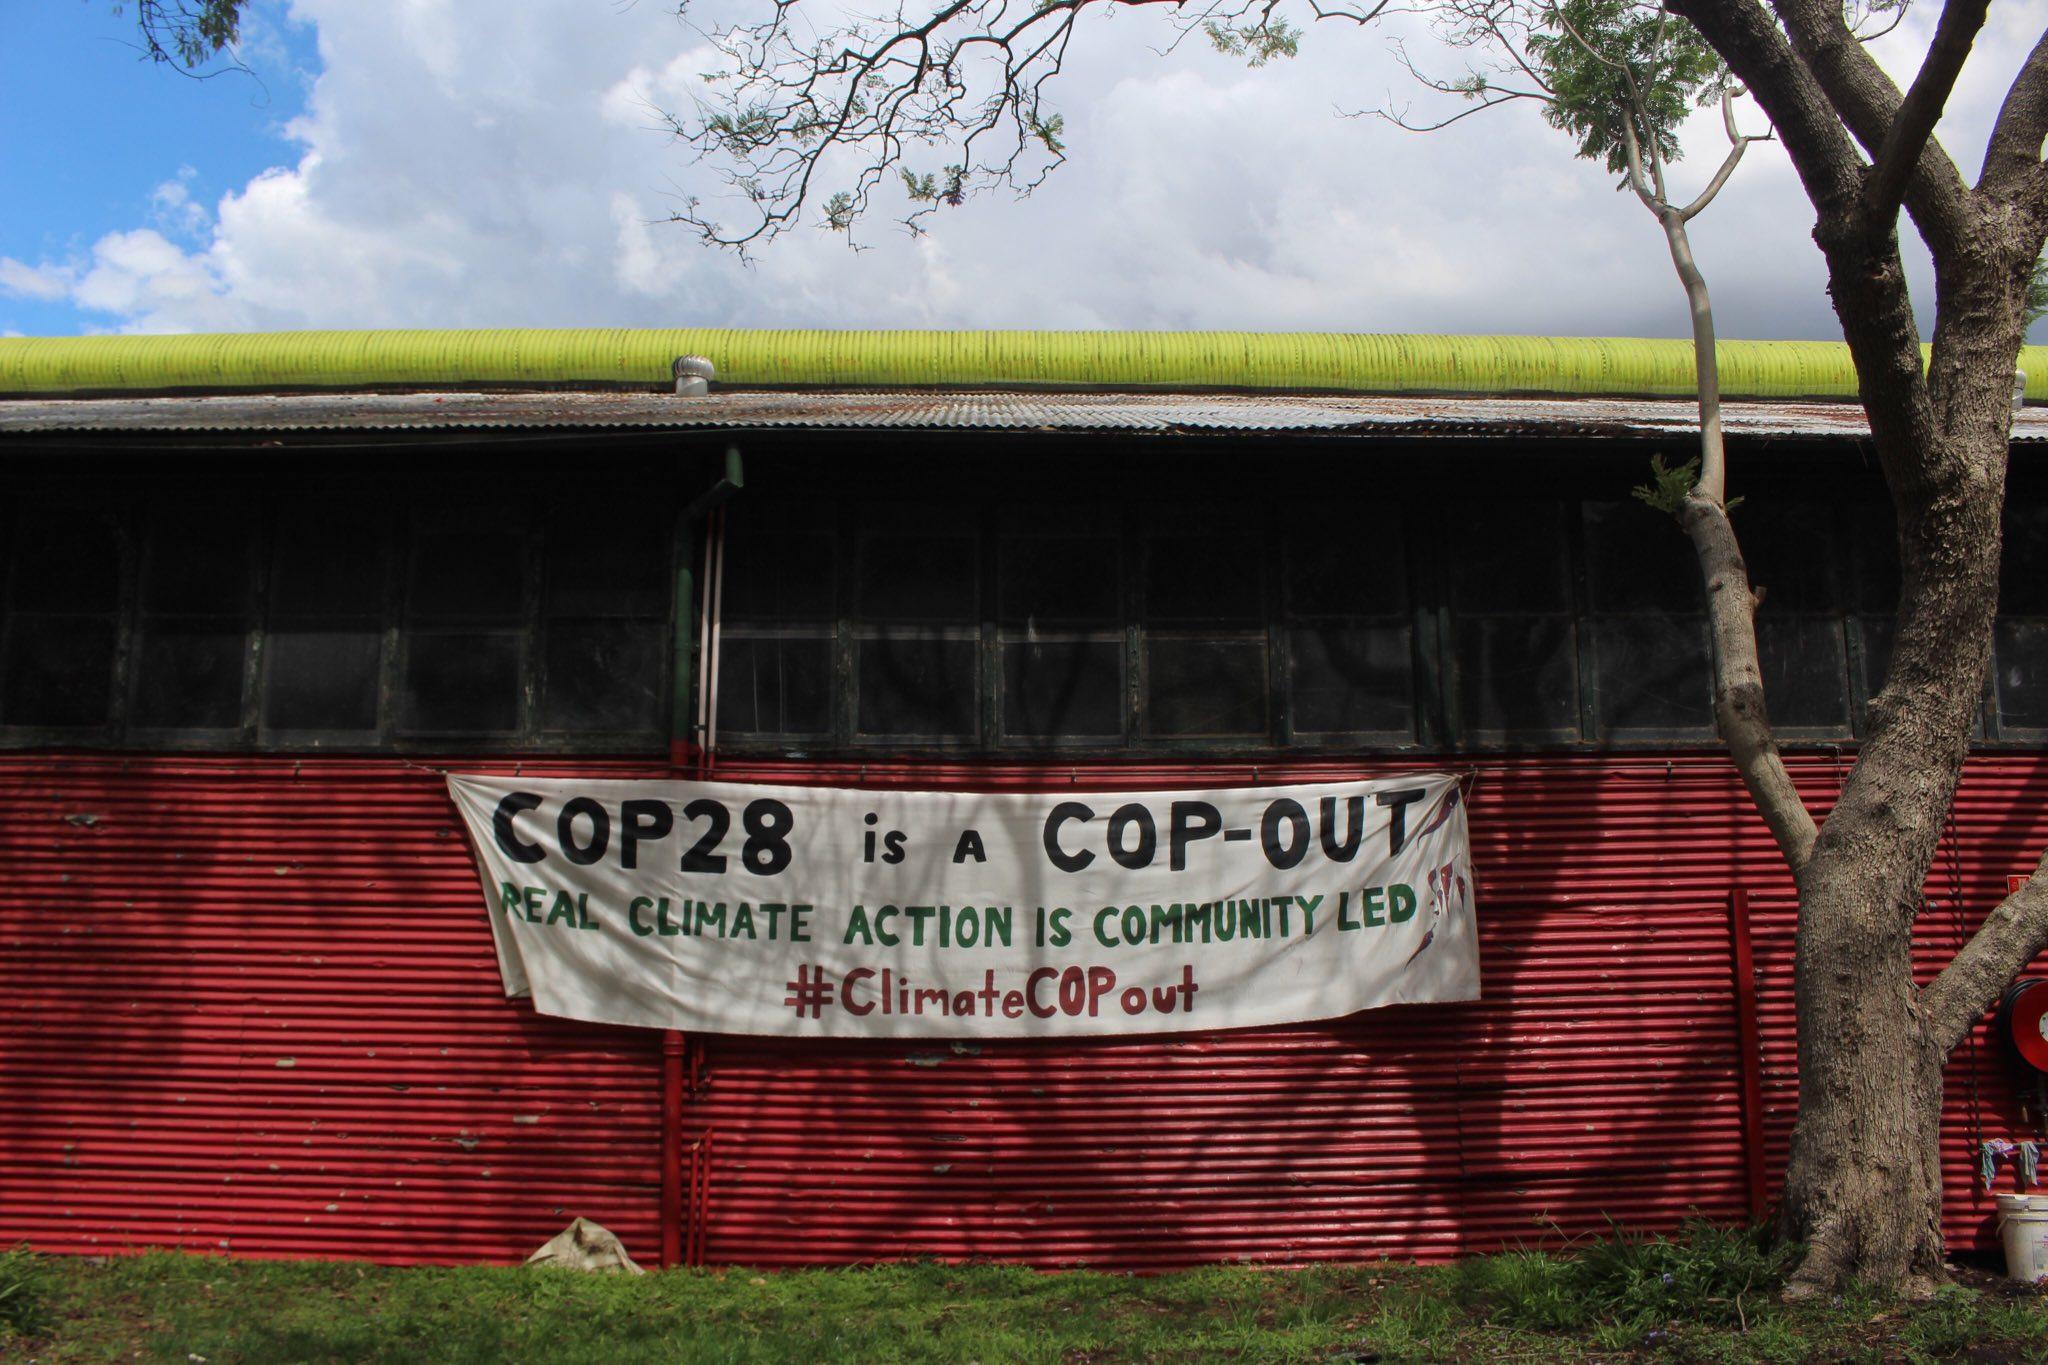 COP28 is A COP-OUT
REAL CLIMATE ACTION IS COMMUNITY LED
#ClimateCOPout